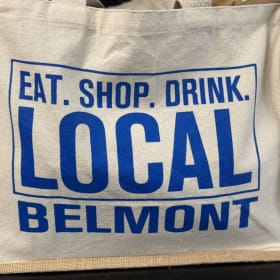 EAT. SHOP. DRINK.
LOCAL
BELMONT